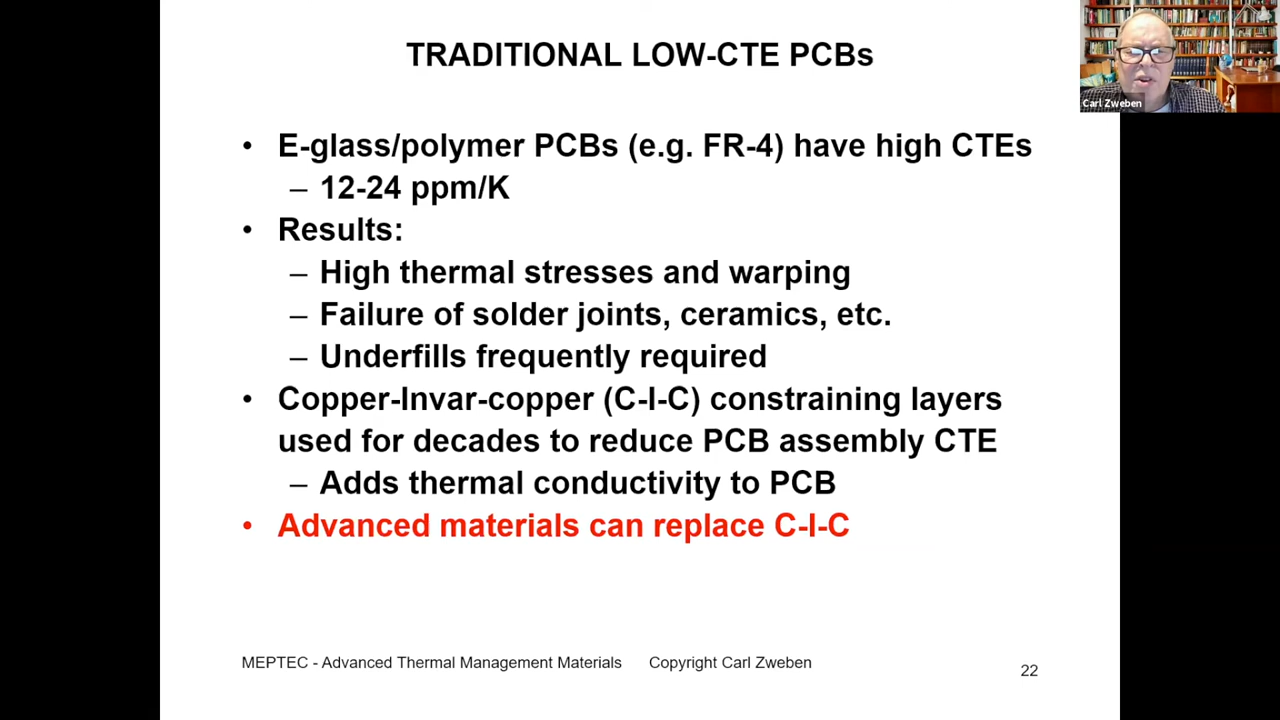 TRADITIONAL LOW-CTE PCBs
Carl Zweben
• E-glass/polymer PCBs (e.g. FR-4) have high CTEs
– 12-24 ppm/K
• Results:
– High thermal stresses and warping
– Failure of solder joints, ceramics, etc.
– Underfills frequently required
• Copper-Invar-copper (C-I-C) constraining layers
used for decades to reduce PCB assembly CTE
– Adds thermal conductivity to PCB
• Advanced materials can replace C-I-C
MEPTEC - Advanced Thermal Management Materials Copyright Carl Zweben
22